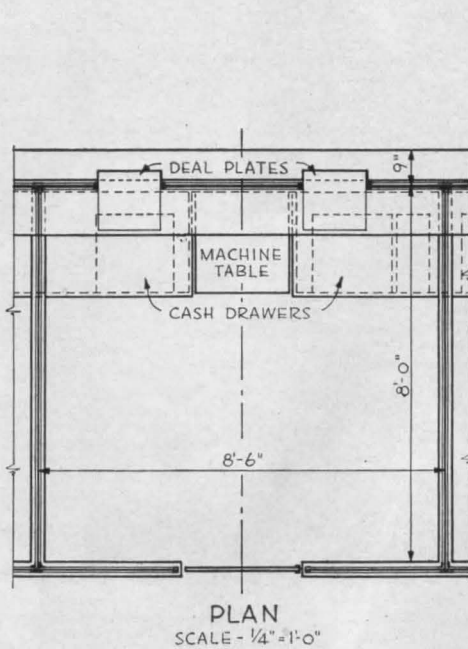 DEAL PLATES
9"
MACHINE
TABLE
CASH DRAWERS
8'-0"
8'-6"
PLAN
SCALE - 1/4" = 1'-0"